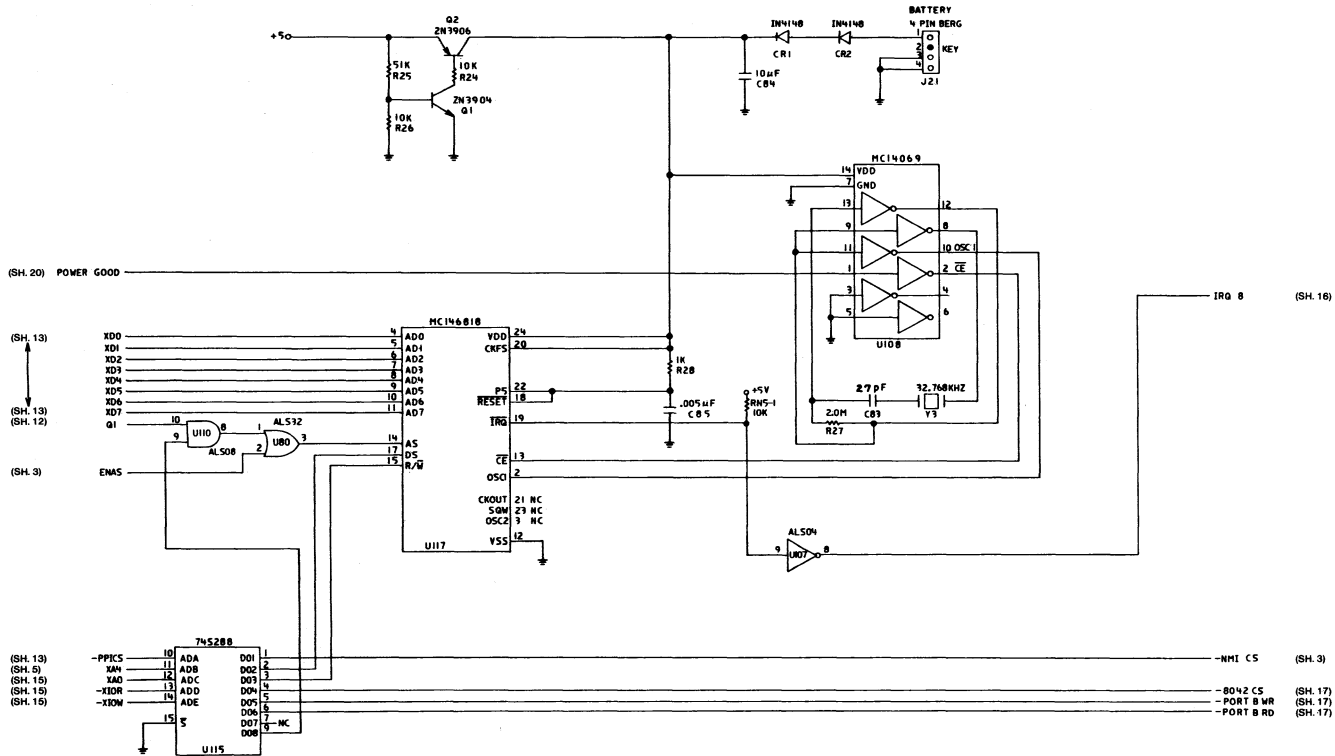 BATTERY
4 PIN BERG
Q2
2N3906
IN4148
IN4148
+5
1
2
3
4
KEY
CR1
CR2
J21
51K
R25
10K
R24
10µF
C84
2N3904
Q1
10K
R26
MC14069
14 VDD
7 GND
13
12
9
8
11
10 OSC 1
1
2 CE
3
4
5
6
U108
(SH. 20) POWER GOOD
IRQ 8 (SH. 16)
MC146818
(SH. 13) XD0 4 AD0 VDD 24
XD1 5 AD1 CKFS 20
XD2 6 AD2
XD3 7 AD3
XD4 8 AD4
XD5 9 AD5 P5 22
XD6 10 AD6 RESET 18
(SH. 13) XD7 11 AD7
IRQ 19
1K
R28
.005µF
C85
+5V
RN5-1
10K
27 pF
C83
32.768KHZ
Y3
2.0M
R27
(SH. 12) Q1 10
9
U110
8
ALS08
ALS32
1
2
U80
3
14 AS
17 DS
15 R/W
CE 13
OSC1 2
(SH. 3) ENAS
CKOUT 21 NC
SQW 23 NC
OSC2 3 NC
VSS 12
U117
ALS04
9 U107 8
74S288
(SH. 13) -PPICS 10 ADA DO1 1 -NMI CS (SH. 3)
(SH. 5) XA4 11 ADB DO2 2
(SH. 15) XA0 12 ADC DO3 3
(SH. 15) -XIOR 13 ADD DO4 4 -8042 CS (SH. 17)
(SH. 15) -XIOW 14 ADE DO5 5 -PORT B WR (SH. 17)
DO6 6 -PORT B RD (SH. 17)
15 S DO7 7 NC
DO8 9
U115